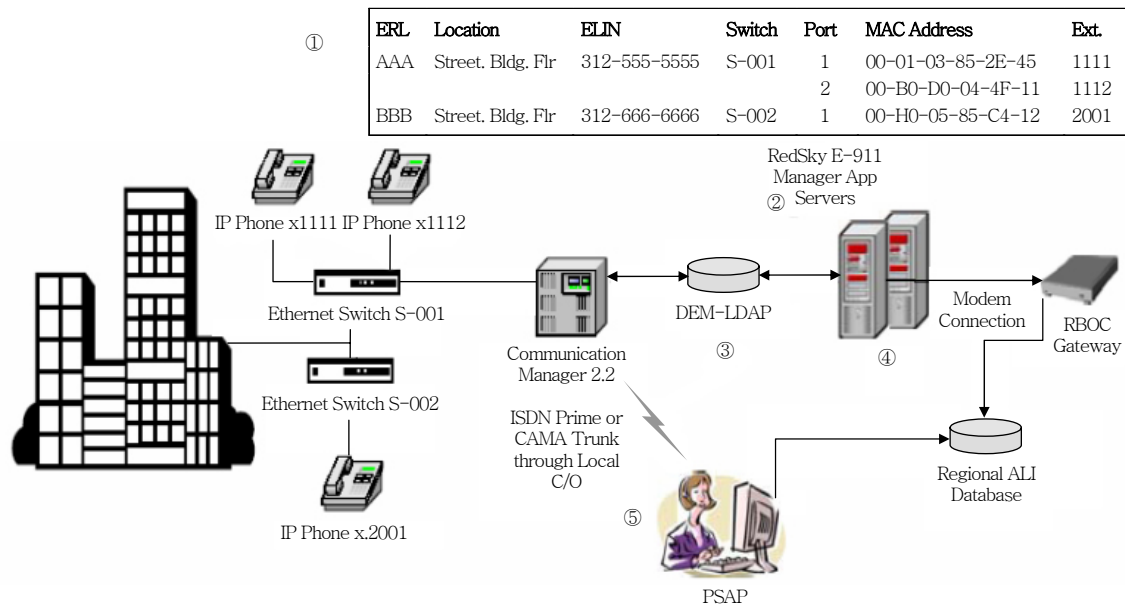 ①
ERL Location ELIN Switch Port MAC Address Ext.
AAA Street. Bldg. Flr 312-555-5555 S-001 1 00-01-03-85-2E-45 1111
2 00-B0-D0-04-4F-11 1112
BBB Street. Bldg. Flr 312-666-6666 S-002 1 00-H0-05-85-C4-12 2001
RedSky E-911
Manager App
② Servers
IP Phone x1111 IP Phone x1112
Ethernet Switch S-001
DEM-LDAP
③
Modem
Connection
④
RBOC
Gateway
Communication
Manager 2.2
Ethernet Switch S-002
ISDN Prime or
CAMA Trunk
through Local
C/O
Regional ALI
Database
⑤
IP Phone x.2001
PSAP